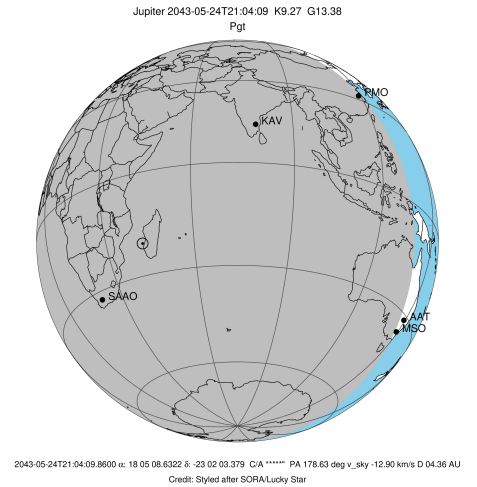 Jupiter 2043-05-24T21:04:09 K9.27 G13.38
Pgt
PMO
KAV
SAAO
AAT
MSO
2043-05-24T21:04:09.8600 α: 18 05 08.6322 δ: -23 02 03.379 C/A *****" PA 178.63 deg v_sky -12.90 km/s D 04.36 AU
Credit: Styled after SORA/Lucky Star